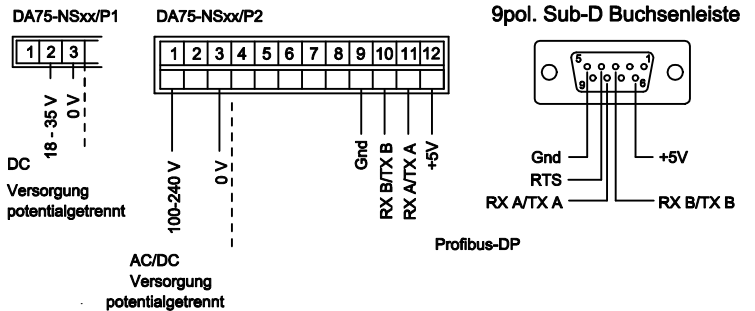 DA75-NSxx/P1
DA75-NSxx/P2
9pol. Sub-D Buchsenleiste
1 2 3
1 2 3 4 5 6 7 8 9 10 11 12
5 1
9 6
18 - 35 V
0 V
100-240 V
0 V
Gnd
RX B/TX B
RX A/TX A
+5V
Gnd
+5V
RTS
RX A/TX A
RX B/TX B
DC
Versorgung
potentialgetrennt
Profibus-DP
AC/DC
Versorgung
potentialgetrennt